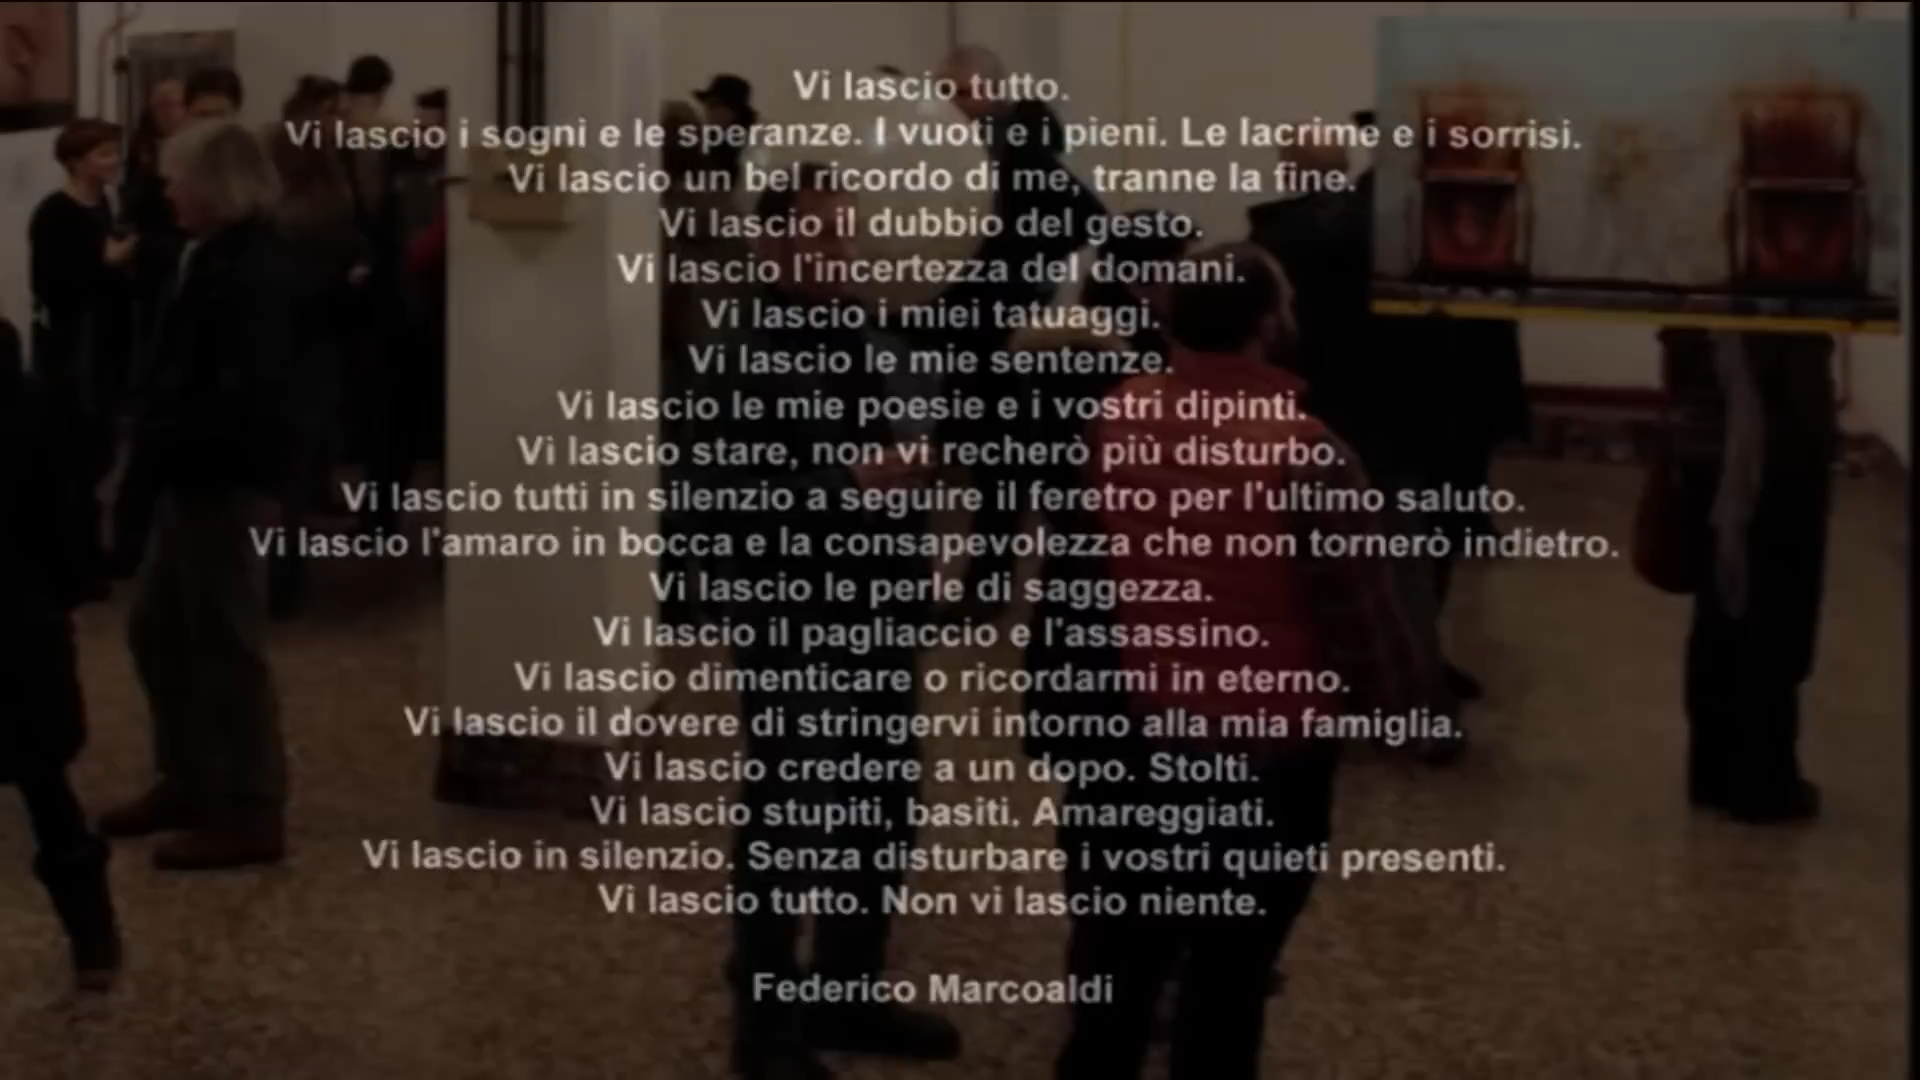 Vi lascio tutto.
Vi lascio i sogni e le speranze. I vuoti e i pieni. Le lacrime e i sorrisi.
Vi lascio un bel ricordo di me, tranne la fine.
Vi lascio il dubbio del gesto.
Vi lascio l'incertezza del domani.
Vi lascio i miei tatuaggi.
Vi lascio le mie sentenze.
Vi lascio le mie poesie e i vostri dipinti.
Vi lascio stare, non vi recherò più disturbo.
Vi lascio tutti in silenzio a seguire il feretro per l'ultimo saluto.
Vi lascio l'amaro in bocca e la consapevolezza che non tornerò indietro.
Vi lascio le perle di saggezza.
Vi lascio il pagliaccio e l'assassino.
Vi lascio dimenticare o ricordarmi in eterno.
Vi lascio il dovere di stringervi intorno alla mia famiglia.
Vi lascio credere a un dopo. Stolti.
Vi lascio stupiti, basiti. Amareggiati.
Vi lascio in silenzio. Senza disturbare i vostri quieti presenti.
Vi lascio tutto. Non vi lascio niente.
Federico Marcoaldi